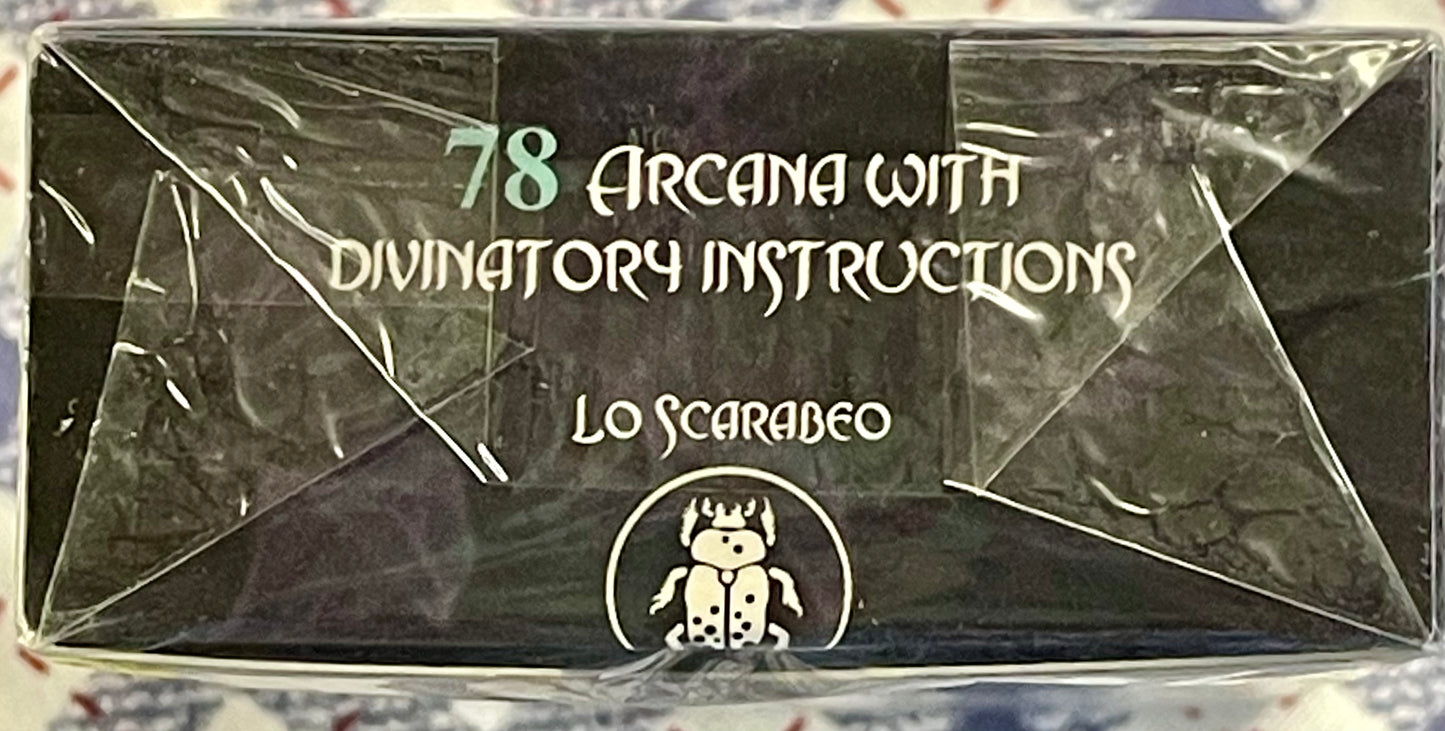 78 ARCANA WITH
DIVINATORY INSTRUCTIONS
LO SCARABEO